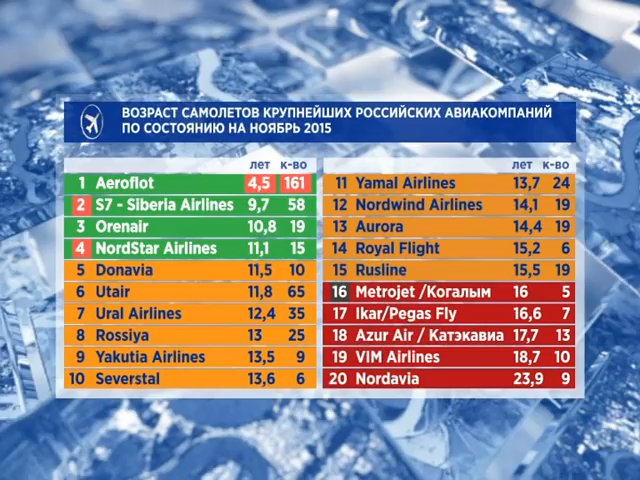 ВОЗРАСТ САМОЛЕТОВ КРУПНЕЙШИХ РОССИЙСКИХ АВИАКОМПАНИЙ
ПО СОСТОЯНИЮ НА НОЯБРЬ 2015
лет к-во
1 Aeroflot 4,5 161
2 S7 - Siberia Airlines 9,7 58
3 Orenair 10,8 19
4 NordStar Airlines 11,1 15
5 Donavia 11,5 10
6 Utair 11,8 65
7 Ural Airlines 12,4 35
8 Rossiya 13 25
9 Yakutia Airlines 13,5 9
10 Severstal 13,6 6
лет к-во
11 Yamal Airlines 13,7 24
12 Nordwind Airlines 14,1 19
13 Aurora 14,4 19
14 Royal Flight 15,2 6
15 Rusline 15,5 19
16 Metrojet /Когалым 16 5
17 Ikar/Pegas Fly 16,6 7
18 Azur Air / Катэкавиа 17,7 13
19 VIM Airlines 18,7 10
20 Nordavia 23,9 9